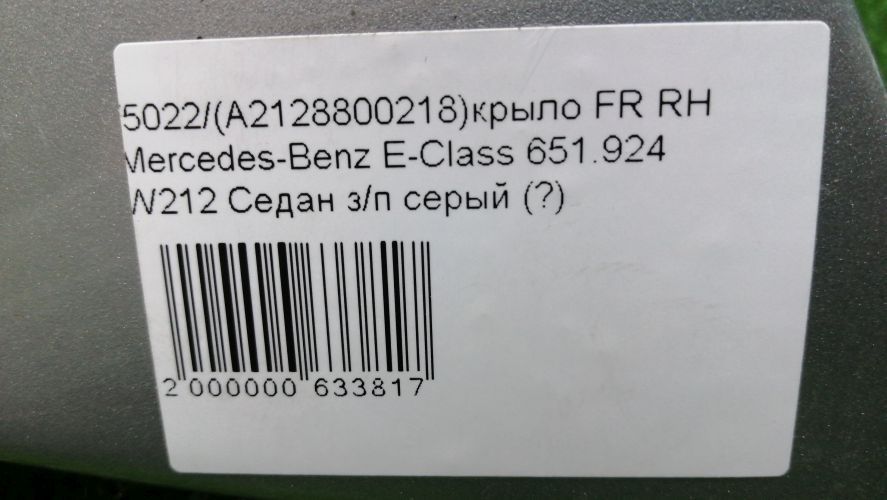 5022/(A2128800218)крыло FR RH
Mercedes-Benz E-Class 651.924
W212 Седан з/п серый (?)
2 000000 633817